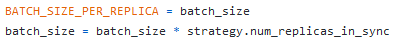 BATCH_SIZE_PER_REPLICA = batch_size
batch_size = batch_size * strategy.num_replicas_in_sync